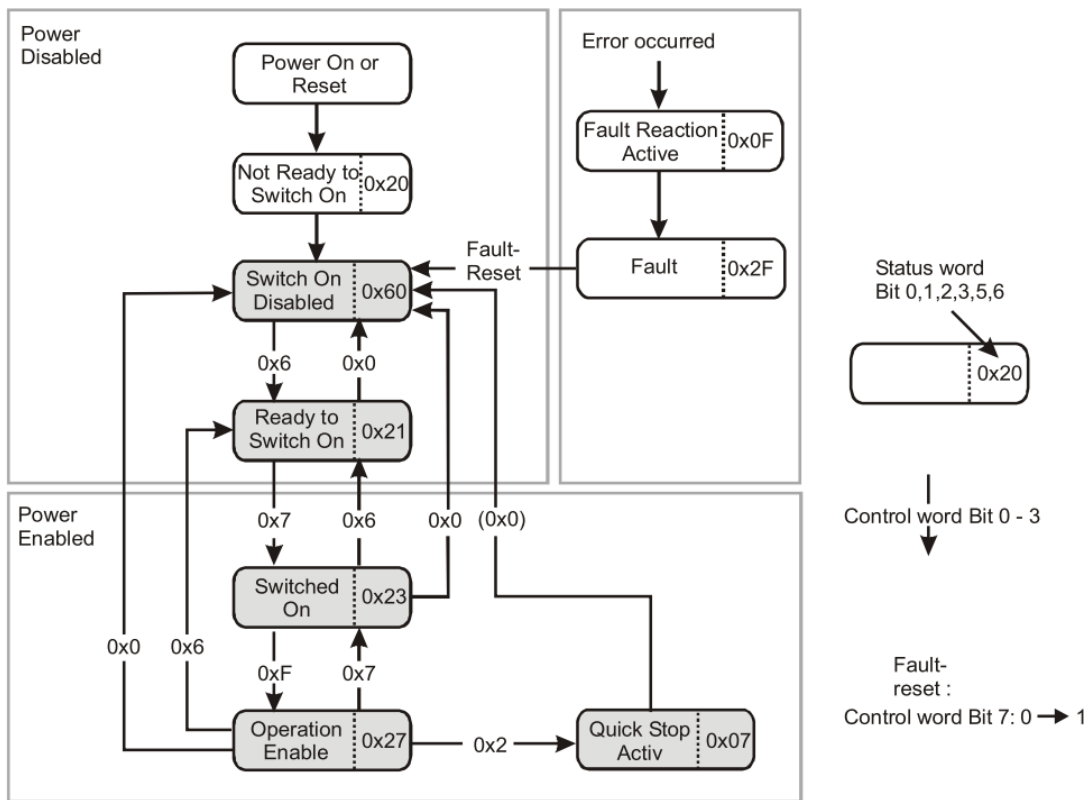 Power
Disabled
Power On or
Reset
Not Ready to
Switch On
0x20
Switch On
Disabled
0x60
0x6
0x0
Ready to
Switch On
0x21
Error occurred
Fault Reaction
Active
0x0F
Fault
0x2F
Fault-
Reset
Power
Enabled
0x7
0x6
0x0
(0x0)
Switched
On
0x23
0x0
0x6
0xF
0x7
Operation
Enable
0x27
0x2
Quick Stop
Activ
0x07
Status word
Bit 0,1,2,3,5,6
0x20
Control word Bit 0 - 3
Fault-
reset :
Control word Bit 7: 0 → 1